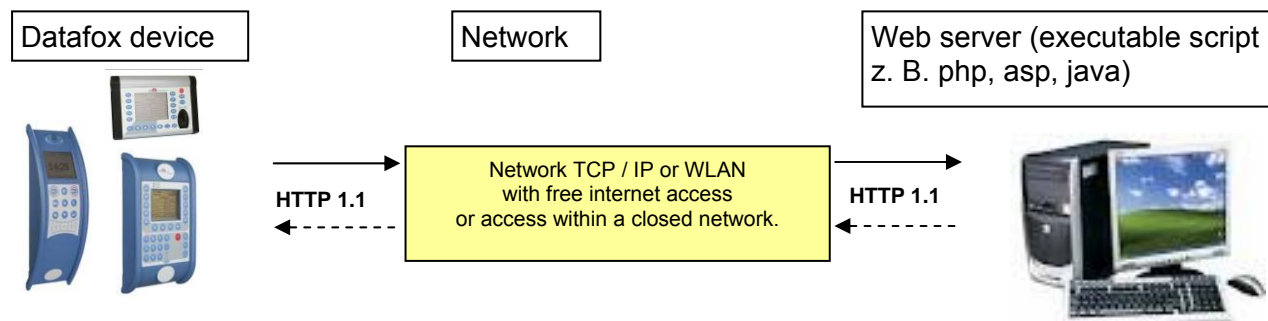 Datafox device
Network
Web server (executable script
z. B. php, asp, java)
HTTP 1.1
Network TCP / IP or WLAN
with free internet access
or access within a closed network.
HTTP 1.1